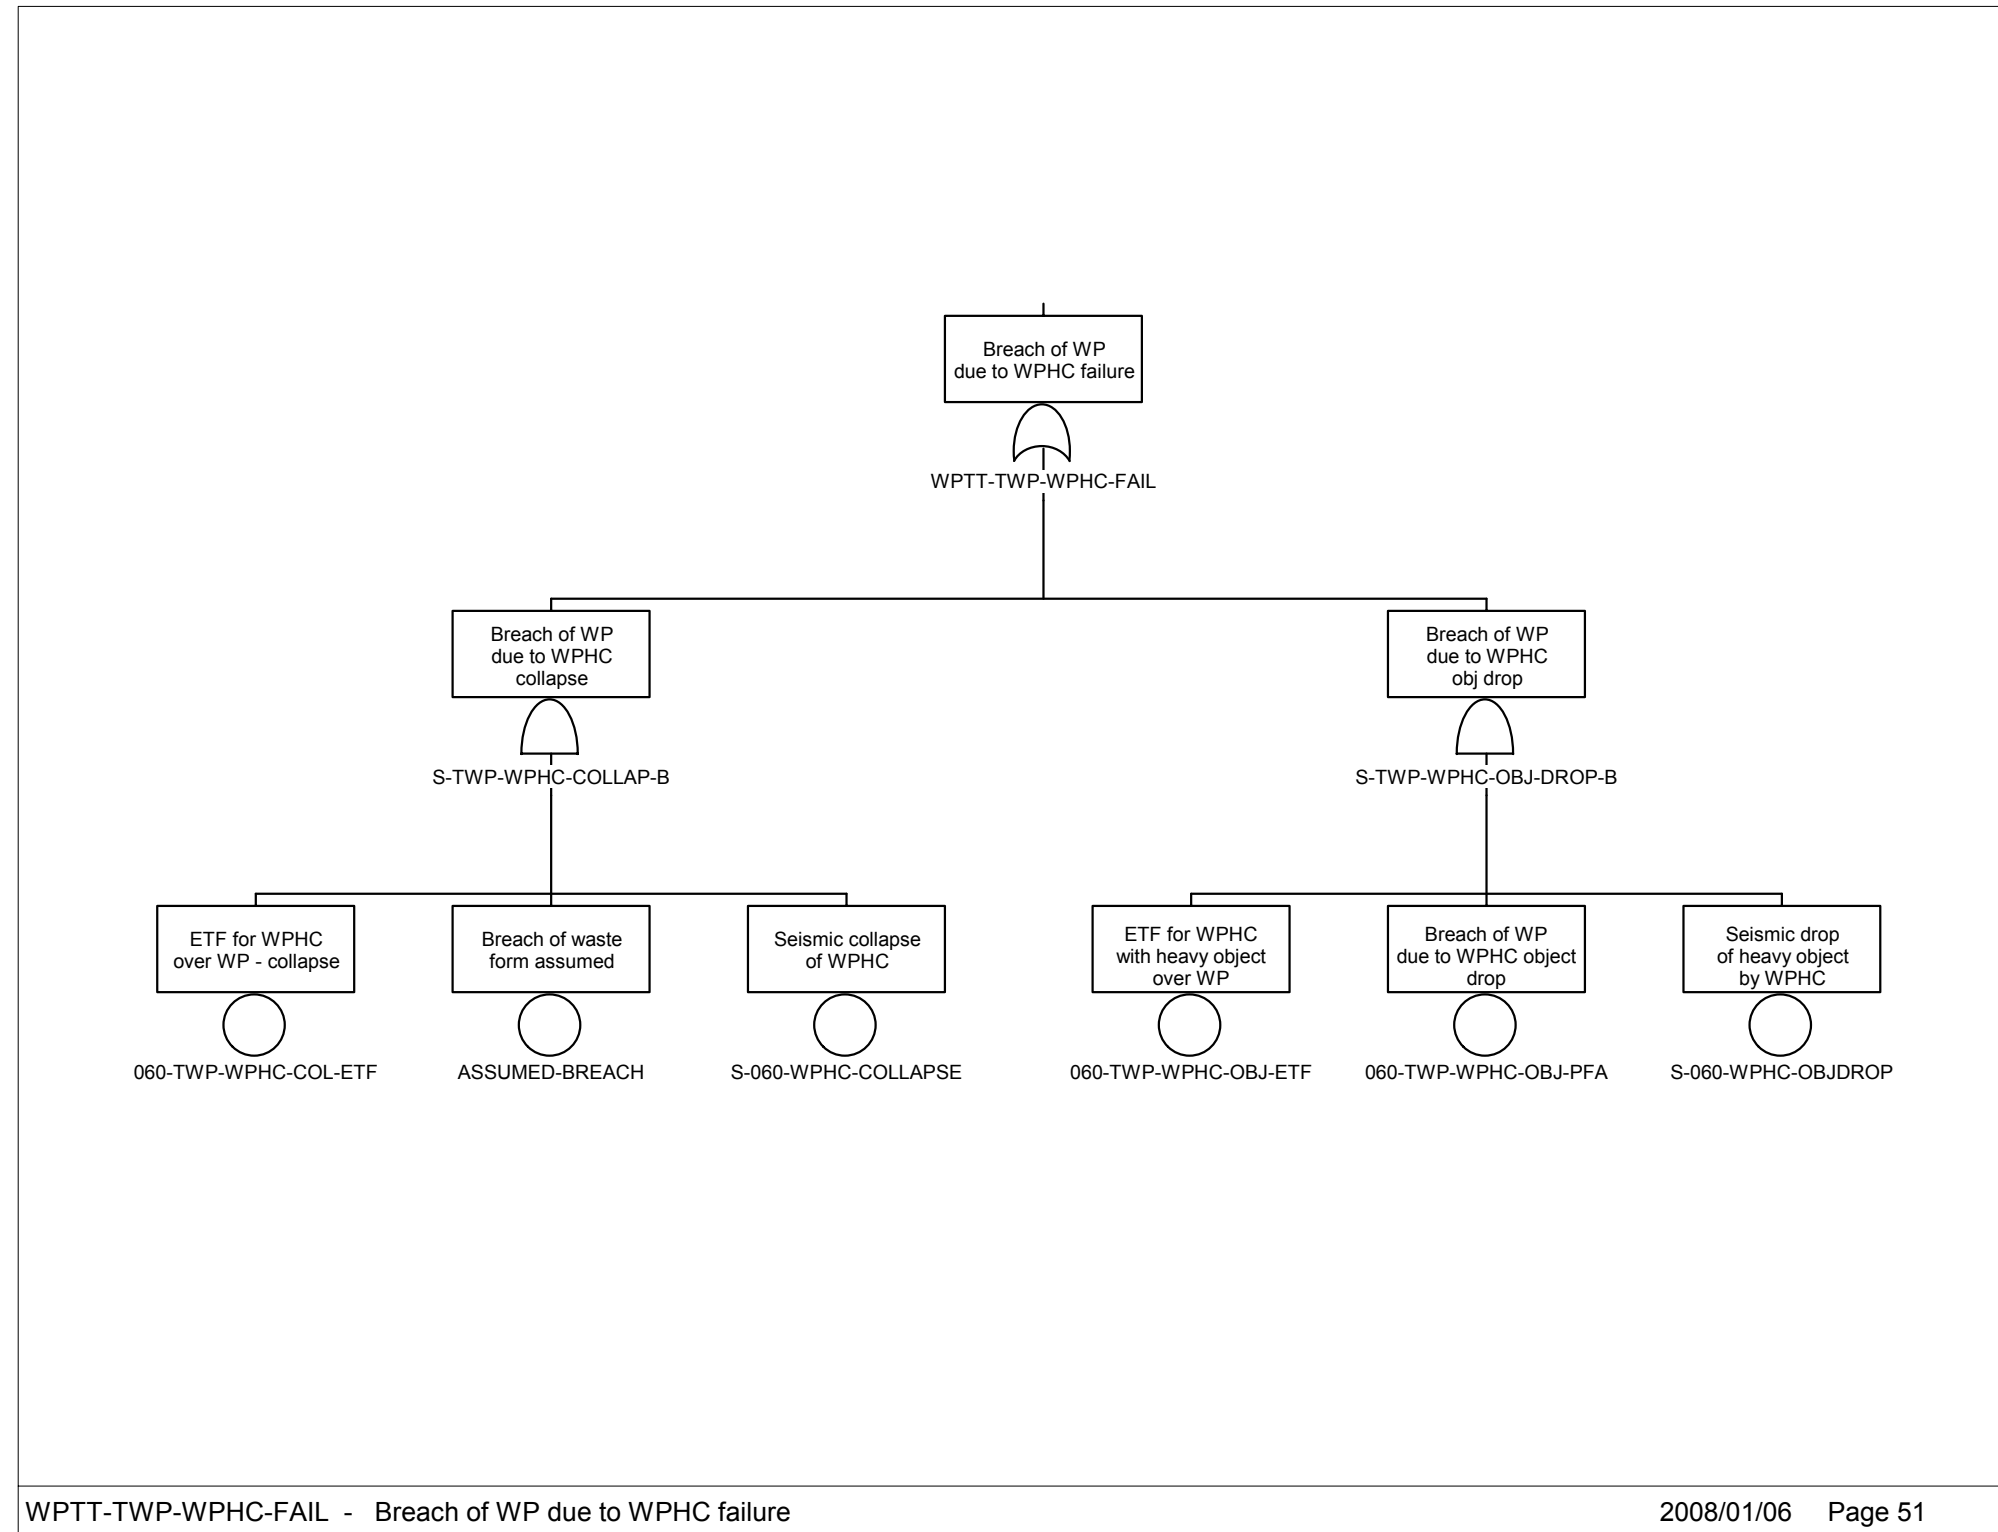 Breach of WP
due to WPHC failure
WPTT-TWP-WPHC-FAIL
Breach of WP
due to WPHC
collapse
S-TWP-WPHC-COLLAP-B
Breach of WP
due to WPHC
obj drop
S-TWP-WPHC-OBJ-DROP-B
ETF for WPHC
over WP - collapse
060-TWP-WPHC-COL-ETF
Breach of waste
form assumed
ASSUMED-BREACH
Seismic collapse
of WPHC
S-060-WPHC-COLLAPSE
ETF for WPHC
with heavy object
over WP
060-TWP-WPHC-OBJ-ETF
Breach of WP
due to WPHC object
drop
060-TWP-WPHC-OBJ-PFA
Seismic drop
of heavy object
by WPHC
S-060-WPHC-OBJDROP
WPTT-TWP-WPHC-FAIL - Breach of WP due to WPHC failure 2008/01/06 Page 51